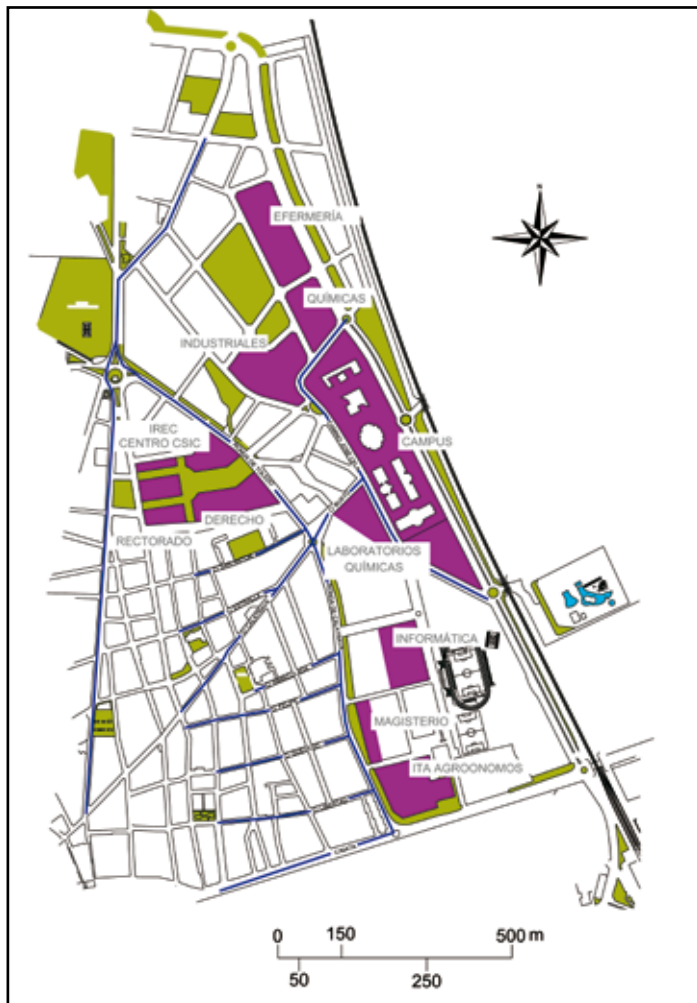 N
EFERMERÍA
QUÍMICAS
INDUSTRIALES
CAMPUS
IREC
CENTRO CSIC
DERECHO
RECTORADO
LABORATORIOS
QUÍMICAS
INFORMÁTICA
MAGISTERIO
ITA AGROONOMOS
0
150
500 m
50
250